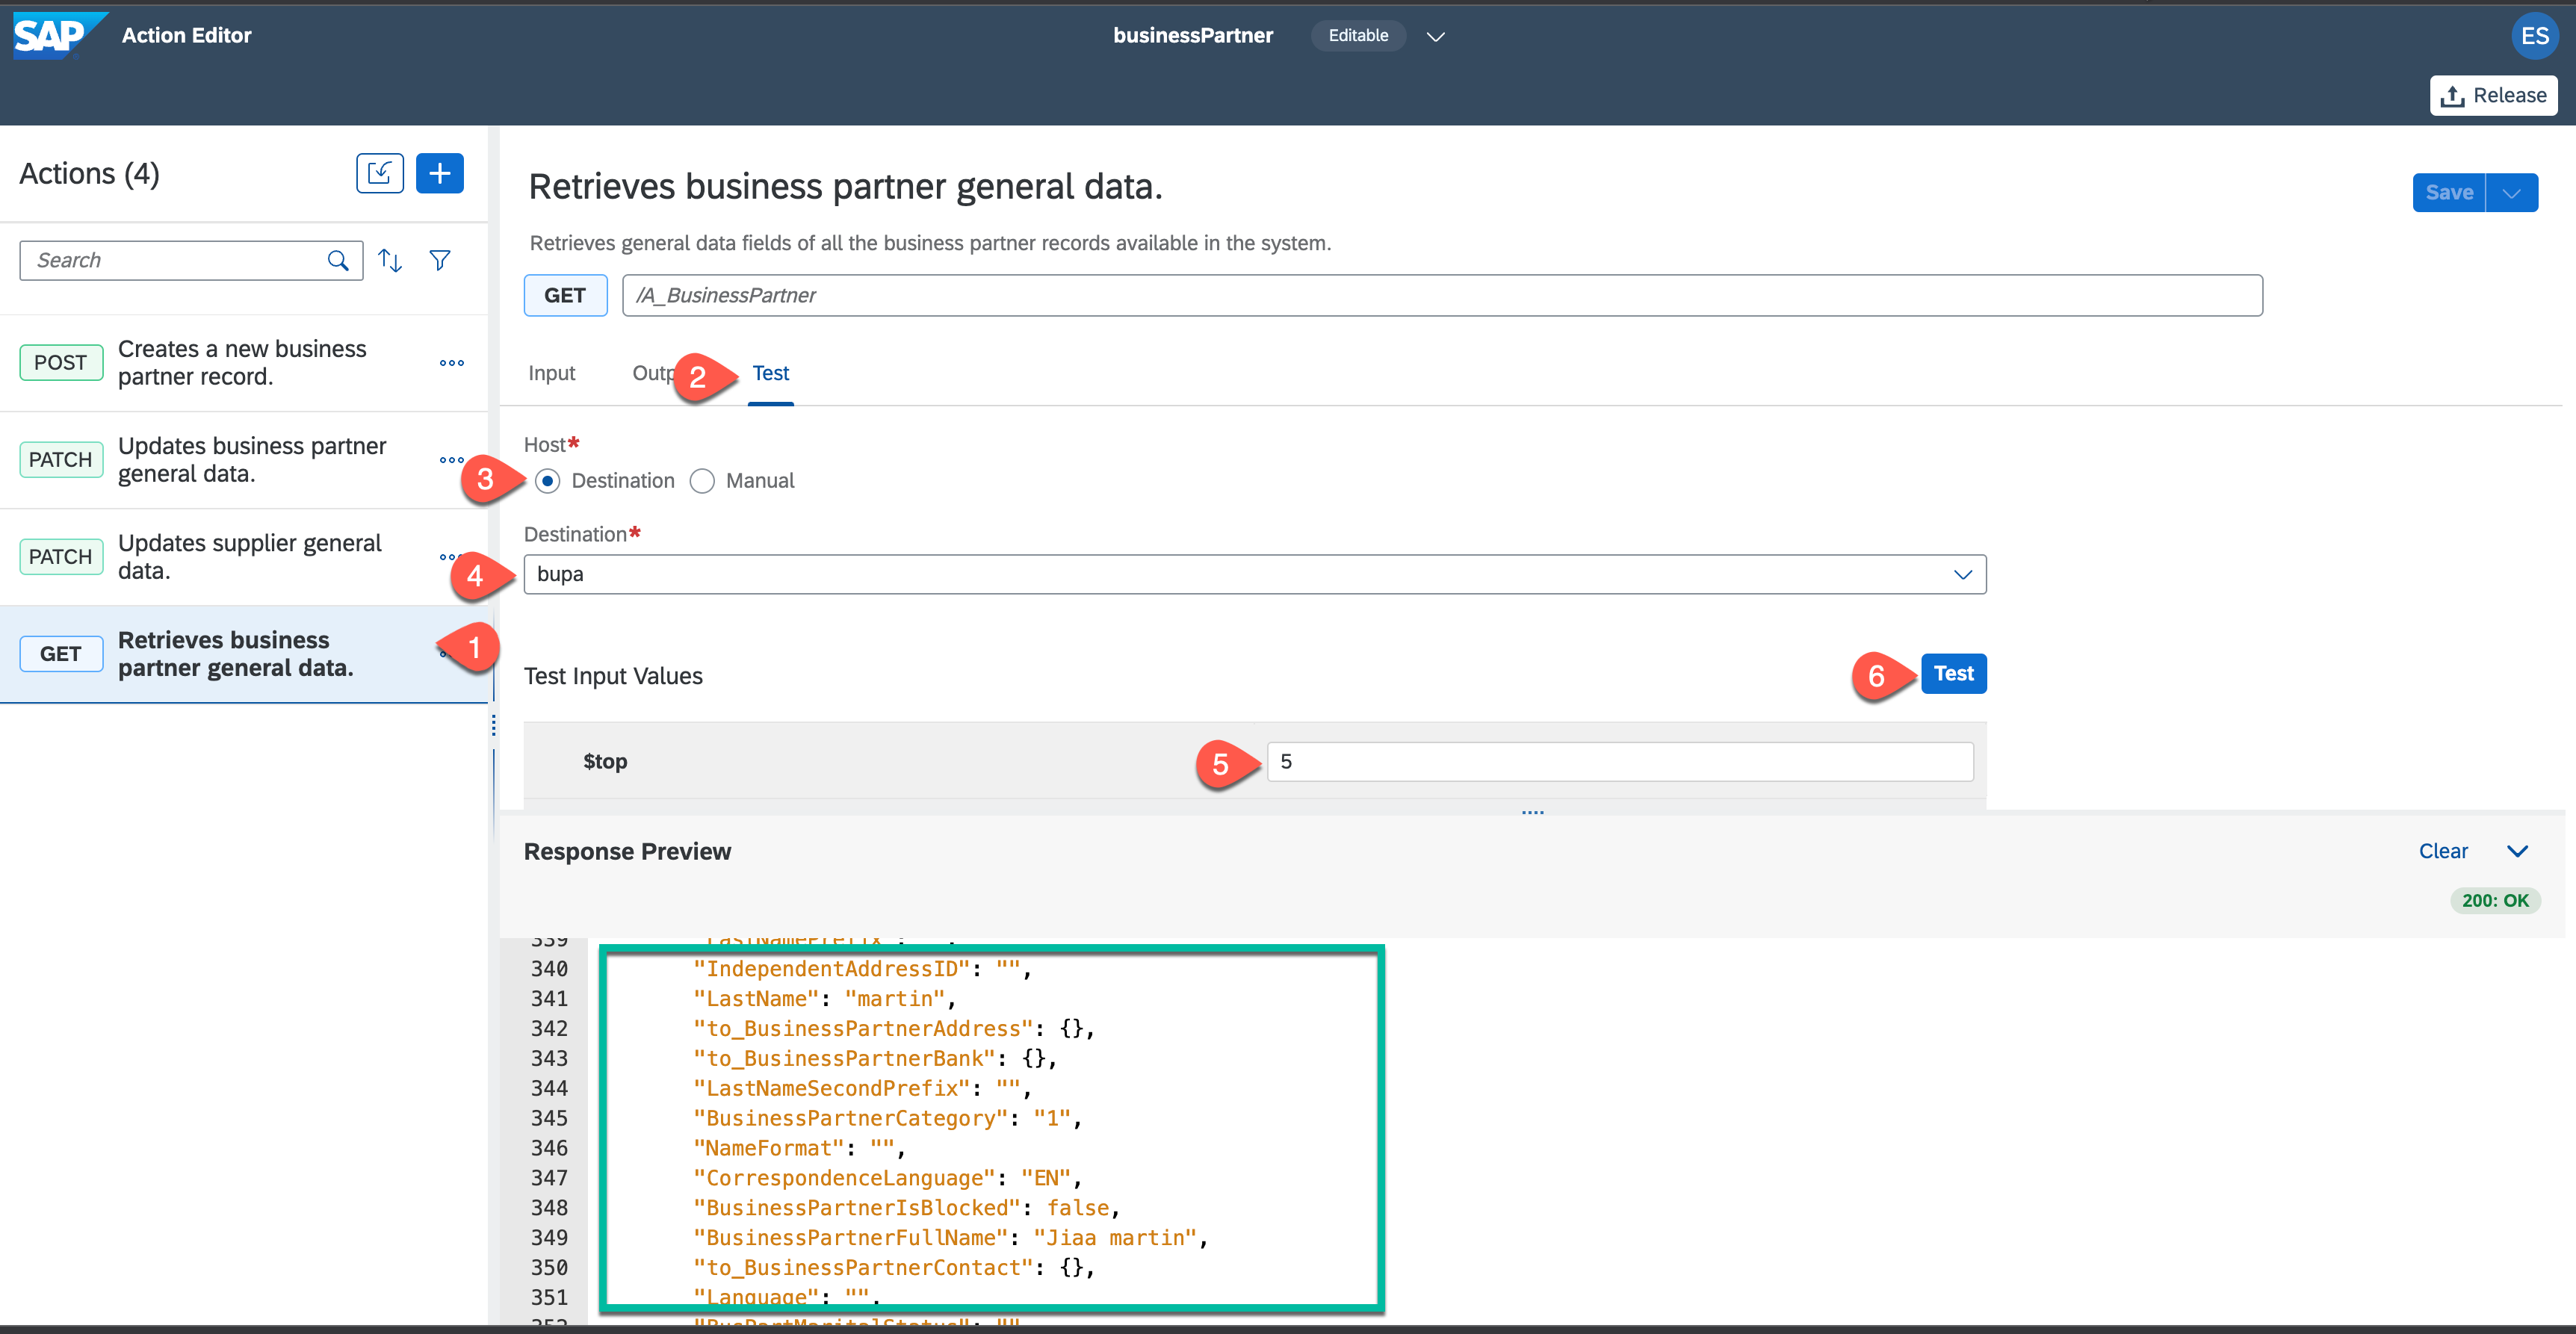 SAP Action Editor
businessPartner Editable
ES
Release
Actions (4)
Search
POST
Creates a new business
partner record.
PATCH
Updates business partner
general data.
PATCH
Updates supplier general
data.
GET
Retrieves business
partner general data.
1
Retrieves business partner general data.
Save
Retrieves general data fields of all the business partner records available in the system.
GET /A_BusinessPartner
Input
2
Test
Host*
3
Destination
Manual
Destination*
4
bupa
Test Input Values
6
Test
$top
5
5
Response Preview
Clear
200: OK
339 "LastNamePrefix": "",
340 "IndependentAddressID": "",
341 "LastName": "martin",
342 "to_BusinessPartnerAddress": {},
343 "to_BusinessPartnerBank": {},
344 "LastNameSecondPrefix": "",
345 "BusinessPartnerCategory": "1",
346 "NameFormat": "",
347 "CorrespondenceLanguage": "EN",
348 "BusinessPartnerIsBlocked": false,
349 "BusinessPartnerFullName": "Jiaa martin",
350 "to_BusinessPartnerContact": {},
351 "Language": "",
352 "BusPartMaritalStatus": ""